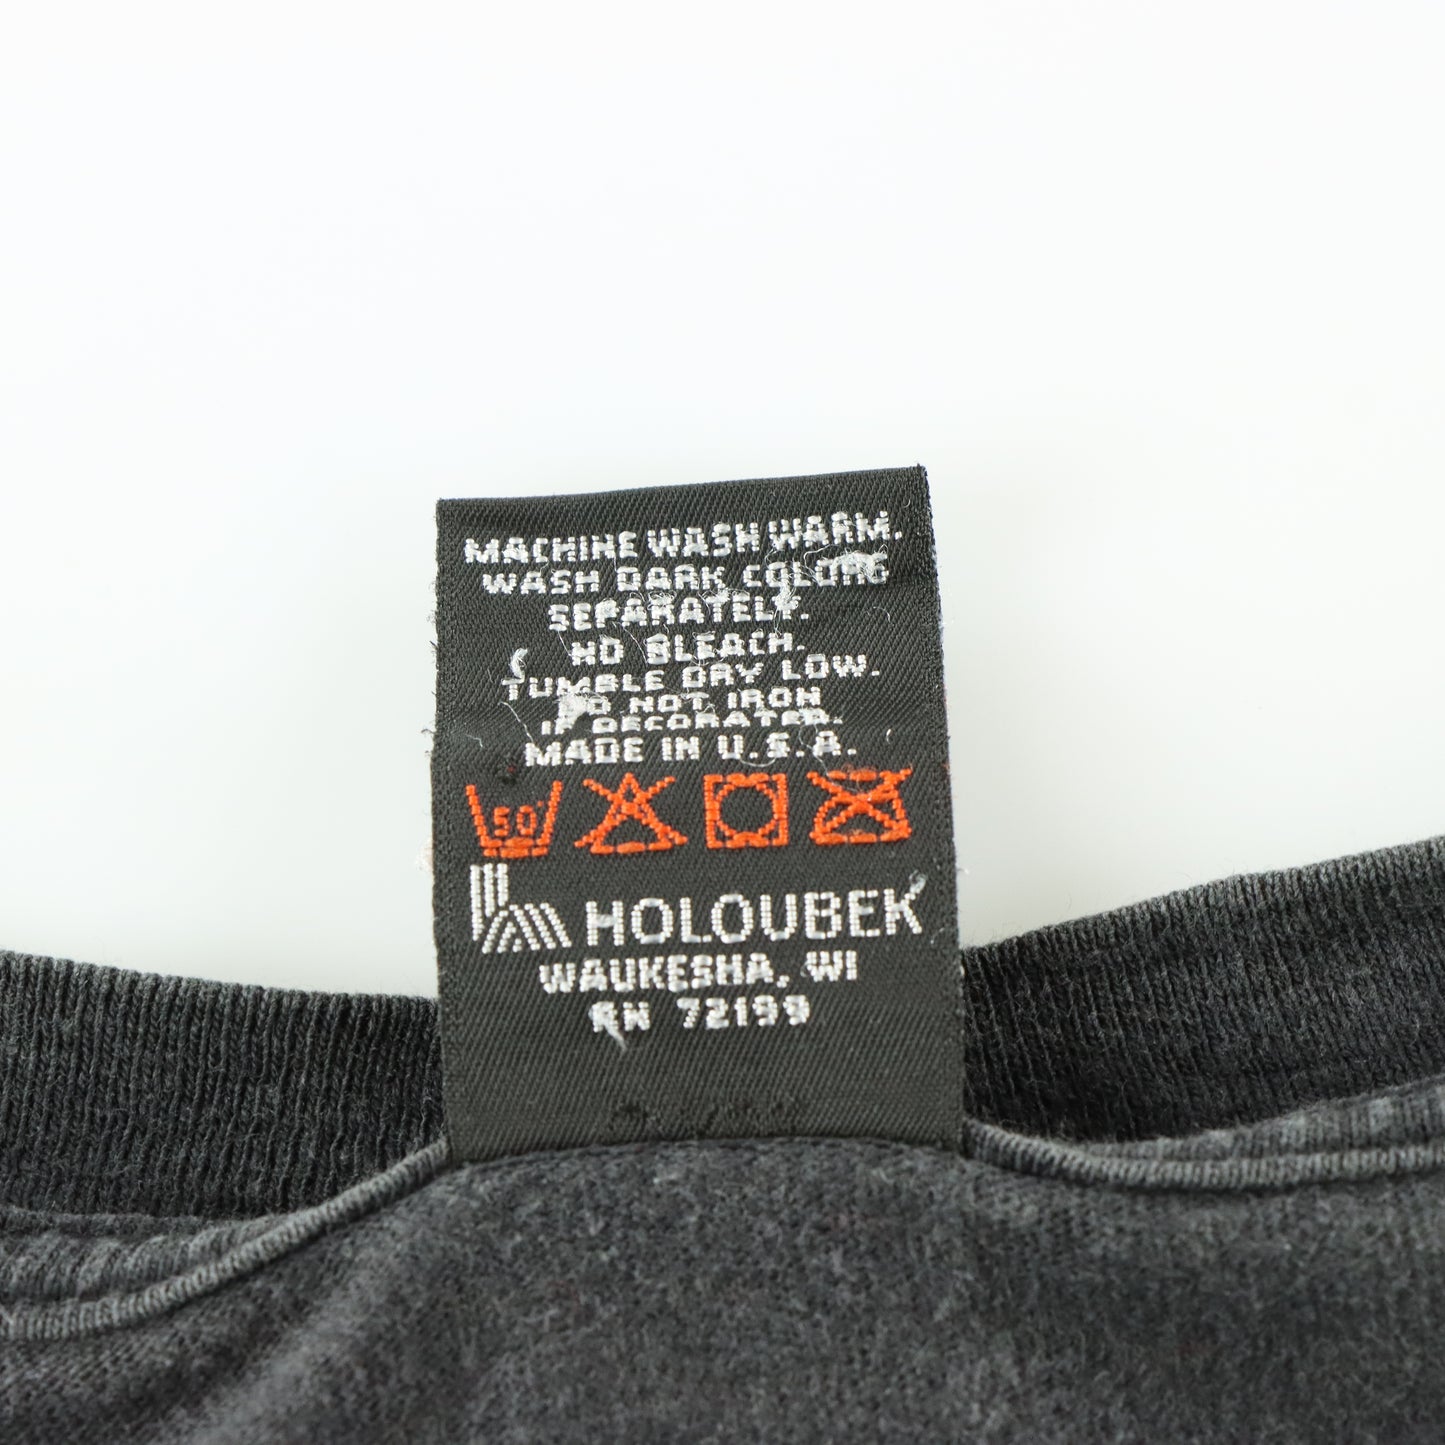 MACHINE WASH WARM.
WASH DARK COLORS
SEPARATELY.
NO BLEACH.
TUMBLE DRY LOW.
DO NOT IRON
IF DECORATED.
MADE IN U.S.A.
50°
HOLOUBEK
WAUKESHA, WI
RN 72199